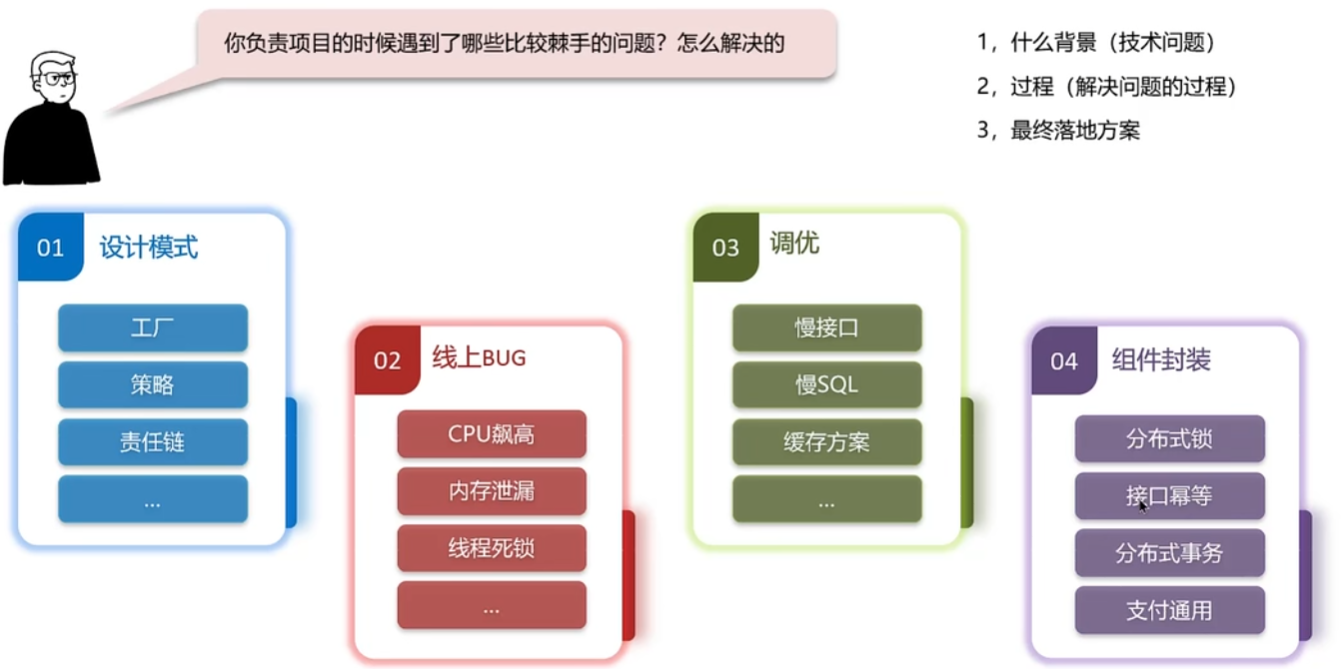 你负责项目的时候遇到了哪些比较棘手的问题？怎么解决的
1，什么背景（技术问题）
2，过程（解决问题的过程）
3，最终落地方案
01
设计模式
工厂
策略
责任链
...
02
线上BUG
CPU飙高
内存泄漏
线程死锁
...
03
调优
慢接口
慢SQL
缓存方案
...
04
组件封装
分布式锁
接口幂等
分布式事务
支付通用